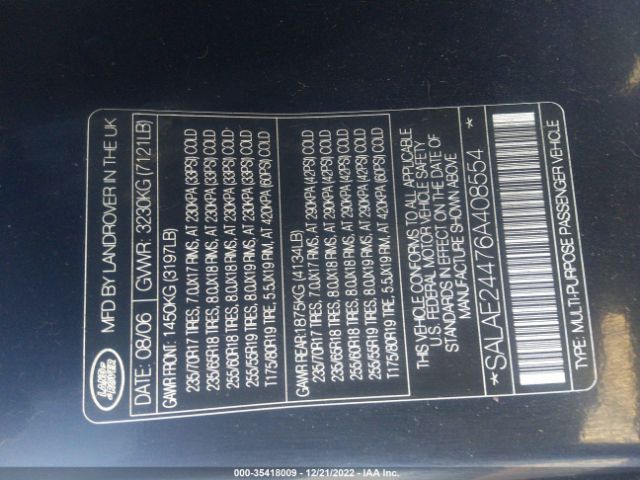 LAND ROVER
MFD BY LANDROVER IN THE UK
DATE: 08/06 GVWR: 3230KG (7121LB)
GAWR FRONT: 1450KG (3197LB)
235/70R17 TIRES, 7.0JX17 RIMS, AT 230KPA (33PSI) COLD
235/65R18 TIRES, 8.0JX18 RIMS, AT 230KPA (33PSI) COLD
255/60R18 TIRES, 8.0JX18 RIMS, AT 230KPA (33PSI) COLD
255/55R19 TIRES, 8.0JX19 RIMS, AT 230KPA (33PSI) COLD
T175/80R19 TIRE, 5.5JX19 RIM, AT 420KPA (60PSI) COLD
GAWR REAR: 1875KG (4134LB)
235/70R17 TIRES, 7.0JX17 RIMS, AT 290KPA (42PSI) COLD
235/65R18 TIRES, 8.0JX18 RIMS, AT 290KPA (42PSI) COLD
255/60R18 TIRES, 8.0JX18 RIMS, AT 290KPA (42PSI) COLD
255/55R19 TIRES, 8.0JX19 RIMS, AT 290KPA (42PSI) COLD
T175/80R19 TIRE, 5.5JX19 RIM, AT 420KPA (60PSI) COLD
THIS VEHICLE CONFORMS TO ALL APPLICABLE
U.S. FEDERAL MOTOR VEHICLE SAFETY
STANDARDS IN EFFECT ON THE DATE OF
MANUFACTURE SHOWN ABOVE
*SALAE24476A408554*
TYPE: MULTI-PURPOSE PASSENGER VEHICLE
000-35418009 - 12/21/2022 - IAA Inc.